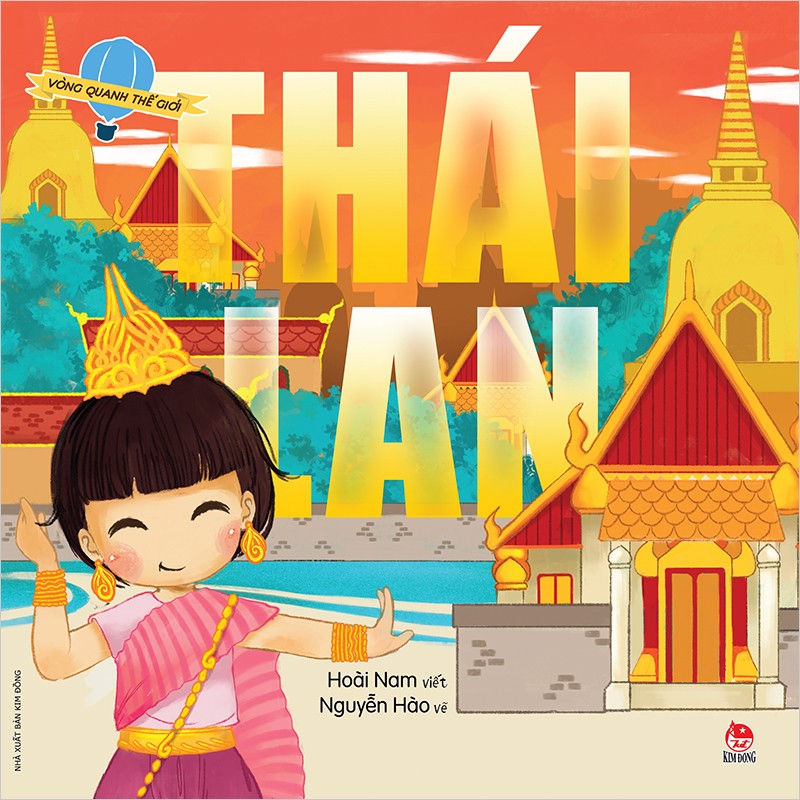 VÒNG QUANH THẾ GIỚI
THÁI
LAN
Hoài Nam viết
Nguyễn Hào vẽ
NHÀ XUẤT BẢN KIM ĐỒNG
KIM ĐỒNG